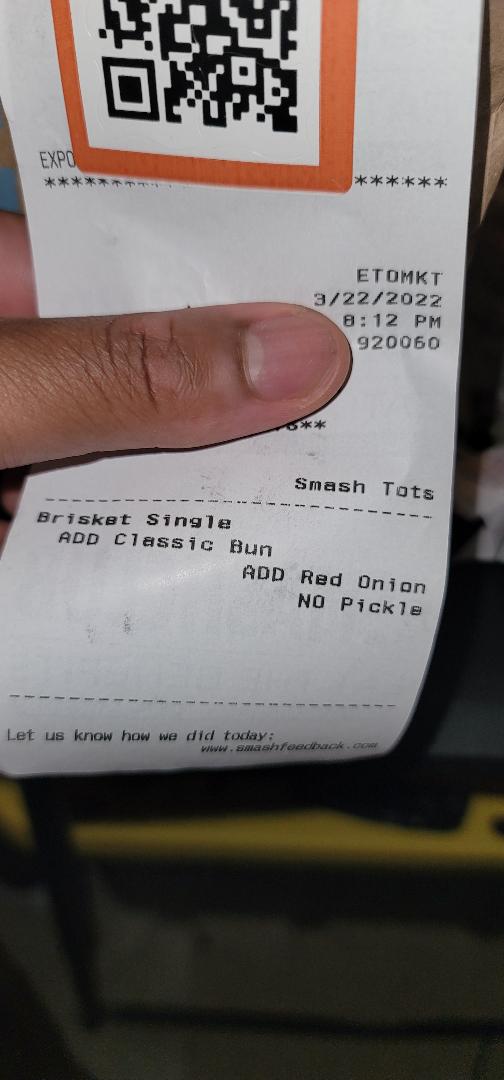 EXPO
****************
ETOMKT
3/22/2022
8:12 PM
920060
**
Smash Tots
Brisket Single
ADD Classic Bun
ADD Red Onion
NO Pickle
Let us know how we did today:
www.smashfeedback.com